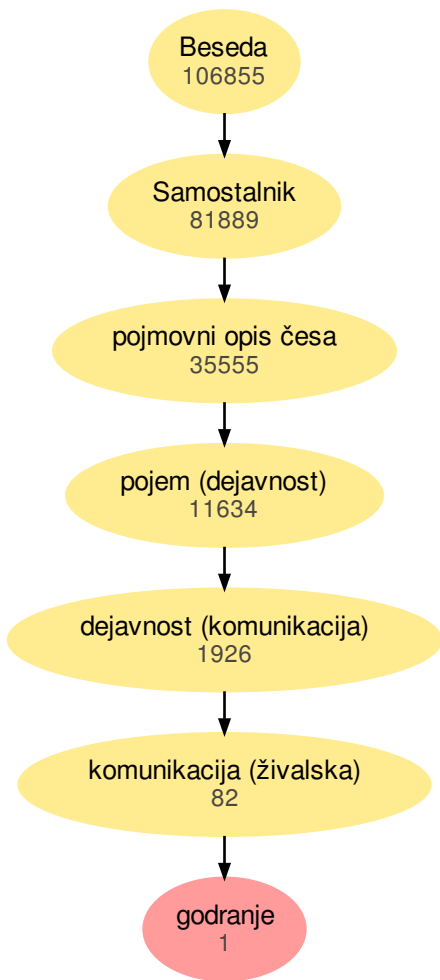 Beseda
106855
Samostalnik
81889
pojmovni opis česa
35555
pojem (dejavnost)
11634
dejavnost (komunikacija)
1926
komunikacija (živalska)
82
godranje
1